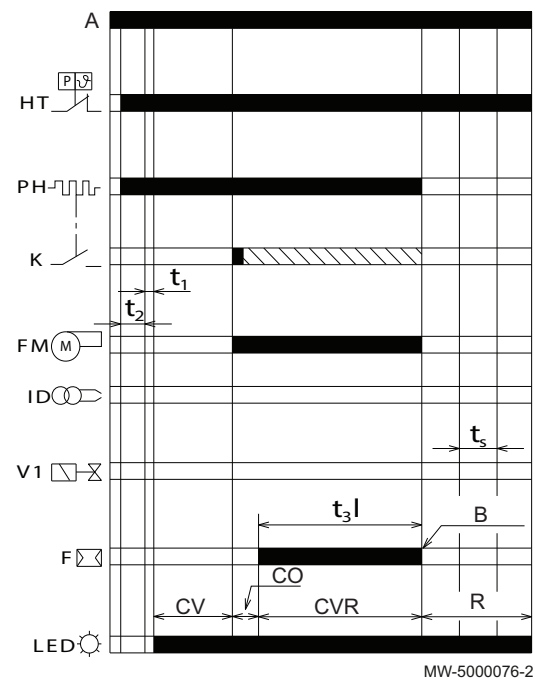 A
P ϑ
HT
PH
K
t₁
t₂
FM M
ID
tₛ
V1
t₃I
B
F
CO
CV CVR R
LED
MW-5000076-2